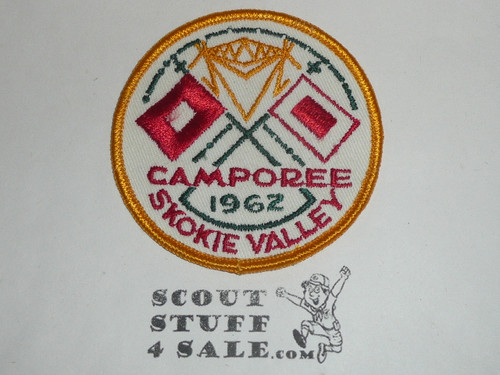 CAMPOREE
1962
SKOKIE VALLEY
SCOUT
STUFF
4 SALE.COM